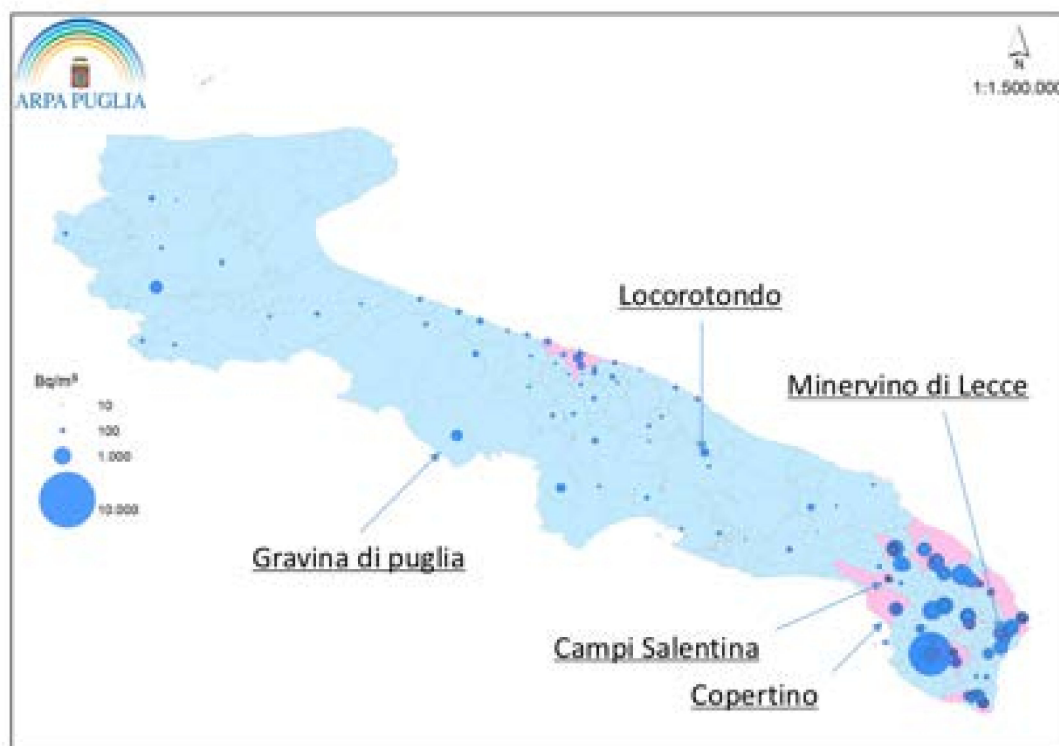 ARPA PUGLIA
N
1:1.500.000
Locorotondo
Minervino di Lecce
Bq/m³
10
100
1.000
10.000
Gravina di puglia
Campi Salentina
Copertino